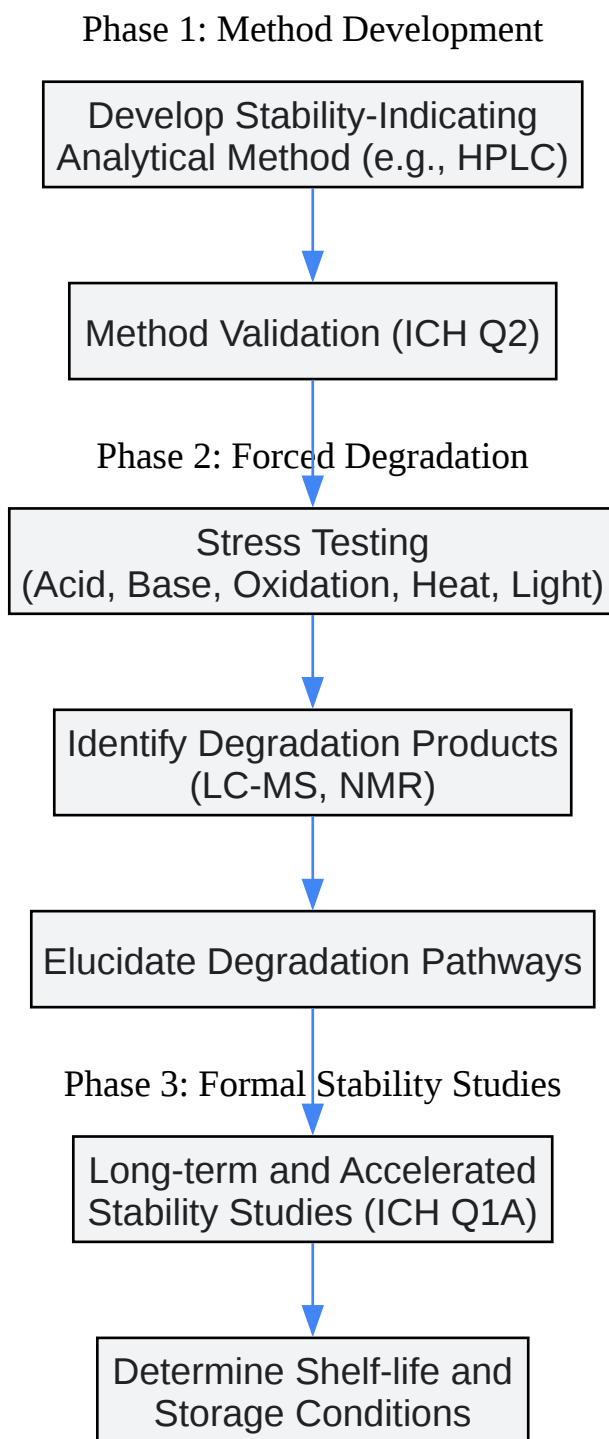 Phase 1: Method Development
Develop Stability-Indicating
Analytical Method (e.g., HPLC)
Method Validation (ICH Q2)
Phase 2: Forced Degradation
Stress Testing
(Acid, Base, Oxidation, Heat, Light)
Identify Degradation Products
(LC-MS, NMR)
Elucidate Degradation Pathways
Phase 3: Formal Stability Studies
Long-term and Accelerated
Stability Studies (ICH Q1A)
Determine Shelf-life and
Storage Conditions